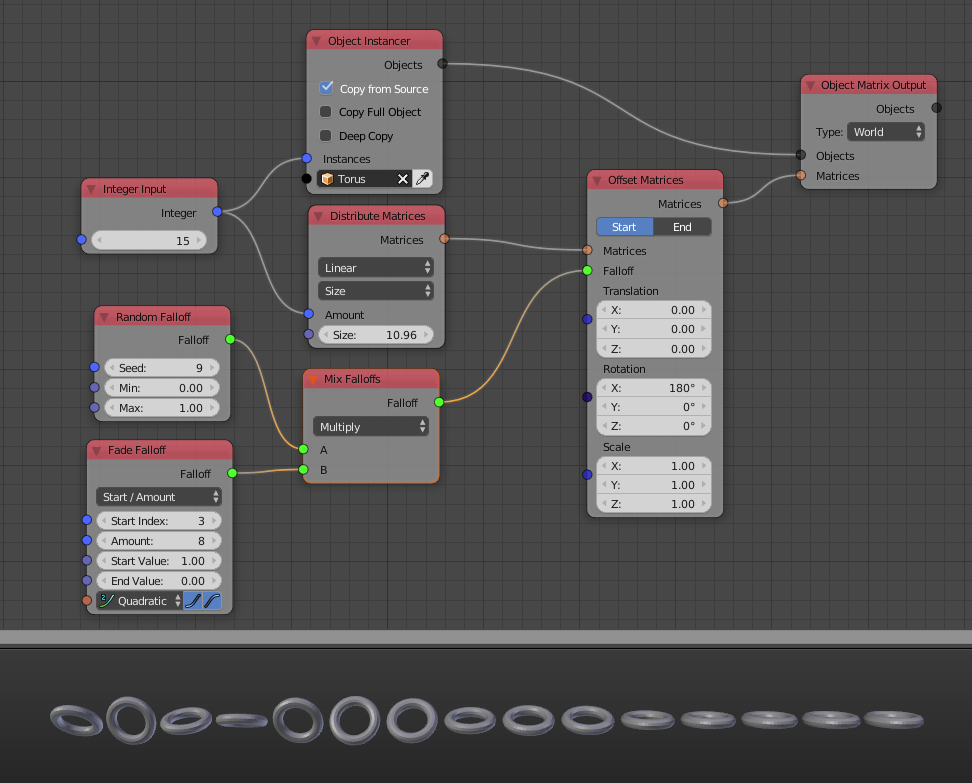 Object Instancer
Objects
Copy from Source
Copy Full Object
Deep Copy
Instances
Torus
Object Matrix Output
Objects
Type: World
Objects
Matrices
Integer Input
Integer
15
Distribute Matrices
Matrices
Linear
Size
Amount
Size: 10.96
Offset Matrices
Matrices
Start End
Matrices
Falloff
Translation
X: 0.00
Y: 0.00
Z: 0.00
Rotation
X: 180°
Y: 0°
Z: 0°
Scale
X: 1.00
Y: 1.00
Z: 1.00
Random Falloff
Falloff
Seed: 9
Min: 0.00
Max: 1.00
Mix Falloffs
Falloff
Multiply
A
B
Fade Falloff
Falloff
Start / Amount
Start Index: 3
Amount: 8
Start Value: 1.00
End Value: 0.00
2 Quadratic